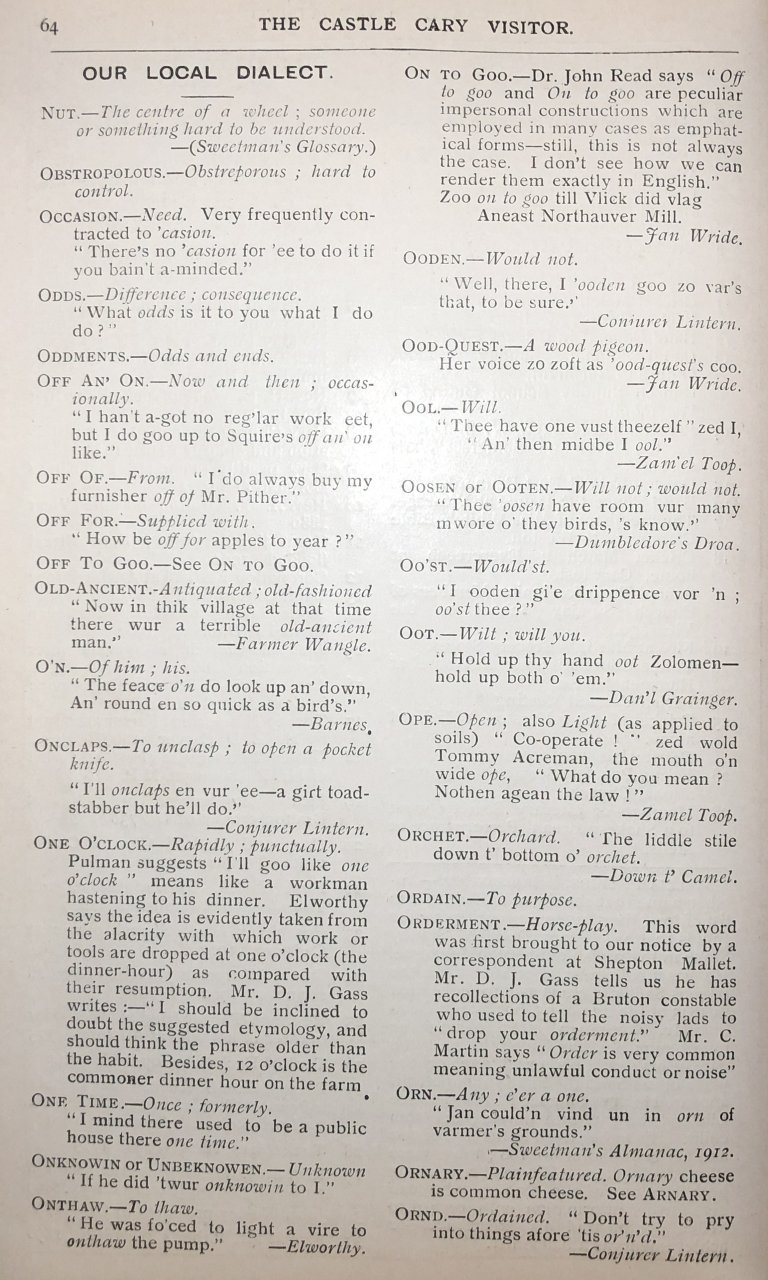 64
THE CASTLE CARY VISITOR.
OUR LOCAL DIALECT.
NUT.—The centre of a wheel ; someone
or something hard to be understood.
—(Sweetman's Glossary.)
OBSTROPOLOUS.—Obstreporous ; hard to
control.
OCCASION.—Need. Very frequently con-
tracted to 'casion.
" There's no 'casion for 'ee to do it if
you bain't a-minded."
ODDS.—Difference ; consequence.
" What odds is it to you what I do
do ? "
ODDMENTS.—Odds and ends.
OFF AN' ON.—Now and then ; occas-
ionally.
" I han't a-got no reg'lar work eet,
but I do goo up to Squire's off an' on
like."
OFF OF.—From. " I do always buy my
furnisher off of Mr. Pither."
OFF FOR.—Supplied with.
" How be off for apples to year ? "
OFF TO GOO.—See ON TO GOO.
OLD-ANCIENT.-Antiquated ; old-fashioned
" Now in thik village at that time
there wur a terrible old-ancient
man." —Farmer Wangle.
O'N.—Of him ; his.
" The feace o'n do look up an' down,
An' round en so quick as a bird's."
—Barnes.
ONCLAPS.—To unclasp ; to open a pocket
knife.
" I'll onclaps en vur 'ee—a girt toad-
stabber but he'll do."
—Conjurer Lintern.
ONE O'CLOCK.—Rapidly ; punctually.
Pulman suggests " I'll goo like one
o'clock " means like a workman
hastening to his dinner. Elworthy
says the idea is evidently taken from
the alacrity with which work or
tools are dropped at one o'clock (the
dinner-hour) as compared with
their resumption. Mr. D. J. Gass
writes :—" I should be inclined to
doubt the suggested etymology, and
should think the phrase older than
the habit. Besides, 12 o'clock is the
commoner dinner hour on the farm.
ONE TIME.—Once ; formerly.
" I mind there used to be a public
house there one time."
ONKNOWIN or UNBEKNOWEN.— Unknown
" If he did 'twur onknowin to I."
ONTHAW.—To thaw.
" He was fo'ced to light a vire to
onthaw the pump." —Elworthy.
ON TO GOO.—Dr. John Read says " Off
to goo and On to goo are peculiar
impersonal constructions which are
employed in many cases as emphat-
ical forms—still, this is not always
the case. I don't see how we can
render them exactly in English."
Zoo on to goo till Vlick did vlag
Aneast Northauver Mill.
—Jan Wride.
OODEN.—Would not.
" Well, there, I 'ooden goo zo var's
that, to be sure."
—Conjurer Lintern.
OOD-QUEST.—A wood pigeon.
Her voice zo zoft as 'ood-quest's coo.
—Jan Wride.
OOL.—Will.
" Thee have one vust theezelf " zed I,
" An' then midbe I ool."
—Zam'el Toop.
OOSEN OR OOTEN.—Will not ; would not.
" Thee 'oosen have room vur many
mwore o' they birds, 's know."
—Dumbledore's Droa.
OO'ST.—Would'st.
" I ooden gi'e drippence vor 'n ;
oo'st thee ? "
OOT.—Wilt ; will you.
" Hold up thy hand oot Zolomen—
hold up both o' 'em."
—Dan'l Grainger.
OPE.—Open ; also Light (as applied to
soils) " Co-operate ! " zed wold
Tommy Acreman, the mouth o'n
wide ope, " What do you mean ?
Nothen agean the law ! "
—Zamel Toop.
ORCHET.—Orchard. " The liddle stile
down t' bottom o' orchet.
—Down t' Camel.
ORDAIN.—To purpose.
ORDERMENT.—Horse-play. This word
was first brought to our notice by a
correspondent at Shepton Mallet.
Mr. D. J. Gass tells us he has
recollections of a Bruton constable
who used to tell the noisy lads to
" drop your orderment." Mr. C.
Martin says " Order is very common
meaning unlawful conduct or noise"
ORN.—Any ; e'er a one.
" Jan could'n vind un in orn of
varmer's grounds."
—Sweetman's Almanac, 1912.
ORNARY.—Plainfeatured. Ornary cheese
is common cheese. See ARNARY.
ORND.—Ordained. " Don't try to pry
into things afore 'tis or'n'd."
—Conjurer Lintern.